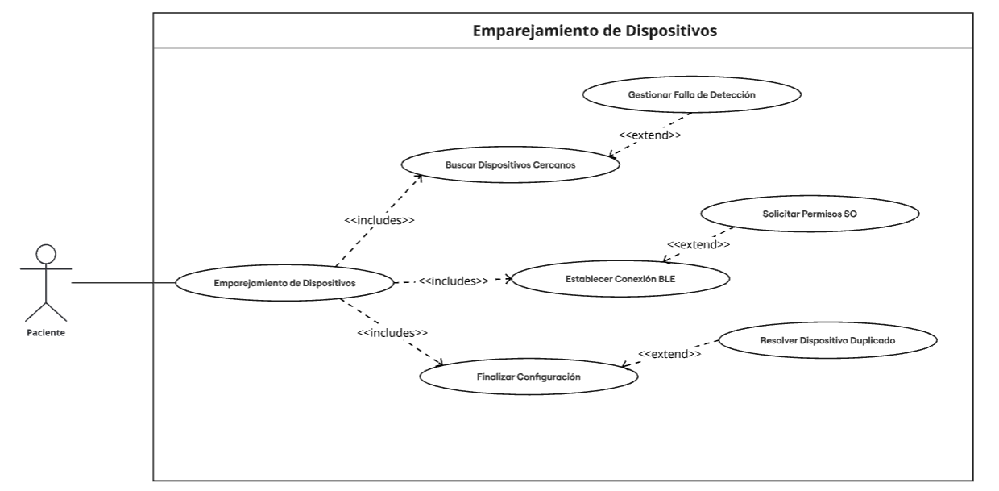 Emparejamiento de Dispositivos
Gestionar Falla de Detección
<<extend>>
Buscar Dispositivos Cercanos
<<includes>>
Solicitar Permisos SO
<<extend>>
Emparejamiento de Dispositivos
<<includes>>
Establecer Conexión BLE
Paciente
<<includes>>
Resolver Dispositivo Duplicado
<<extend>>
Finalizar Configuración